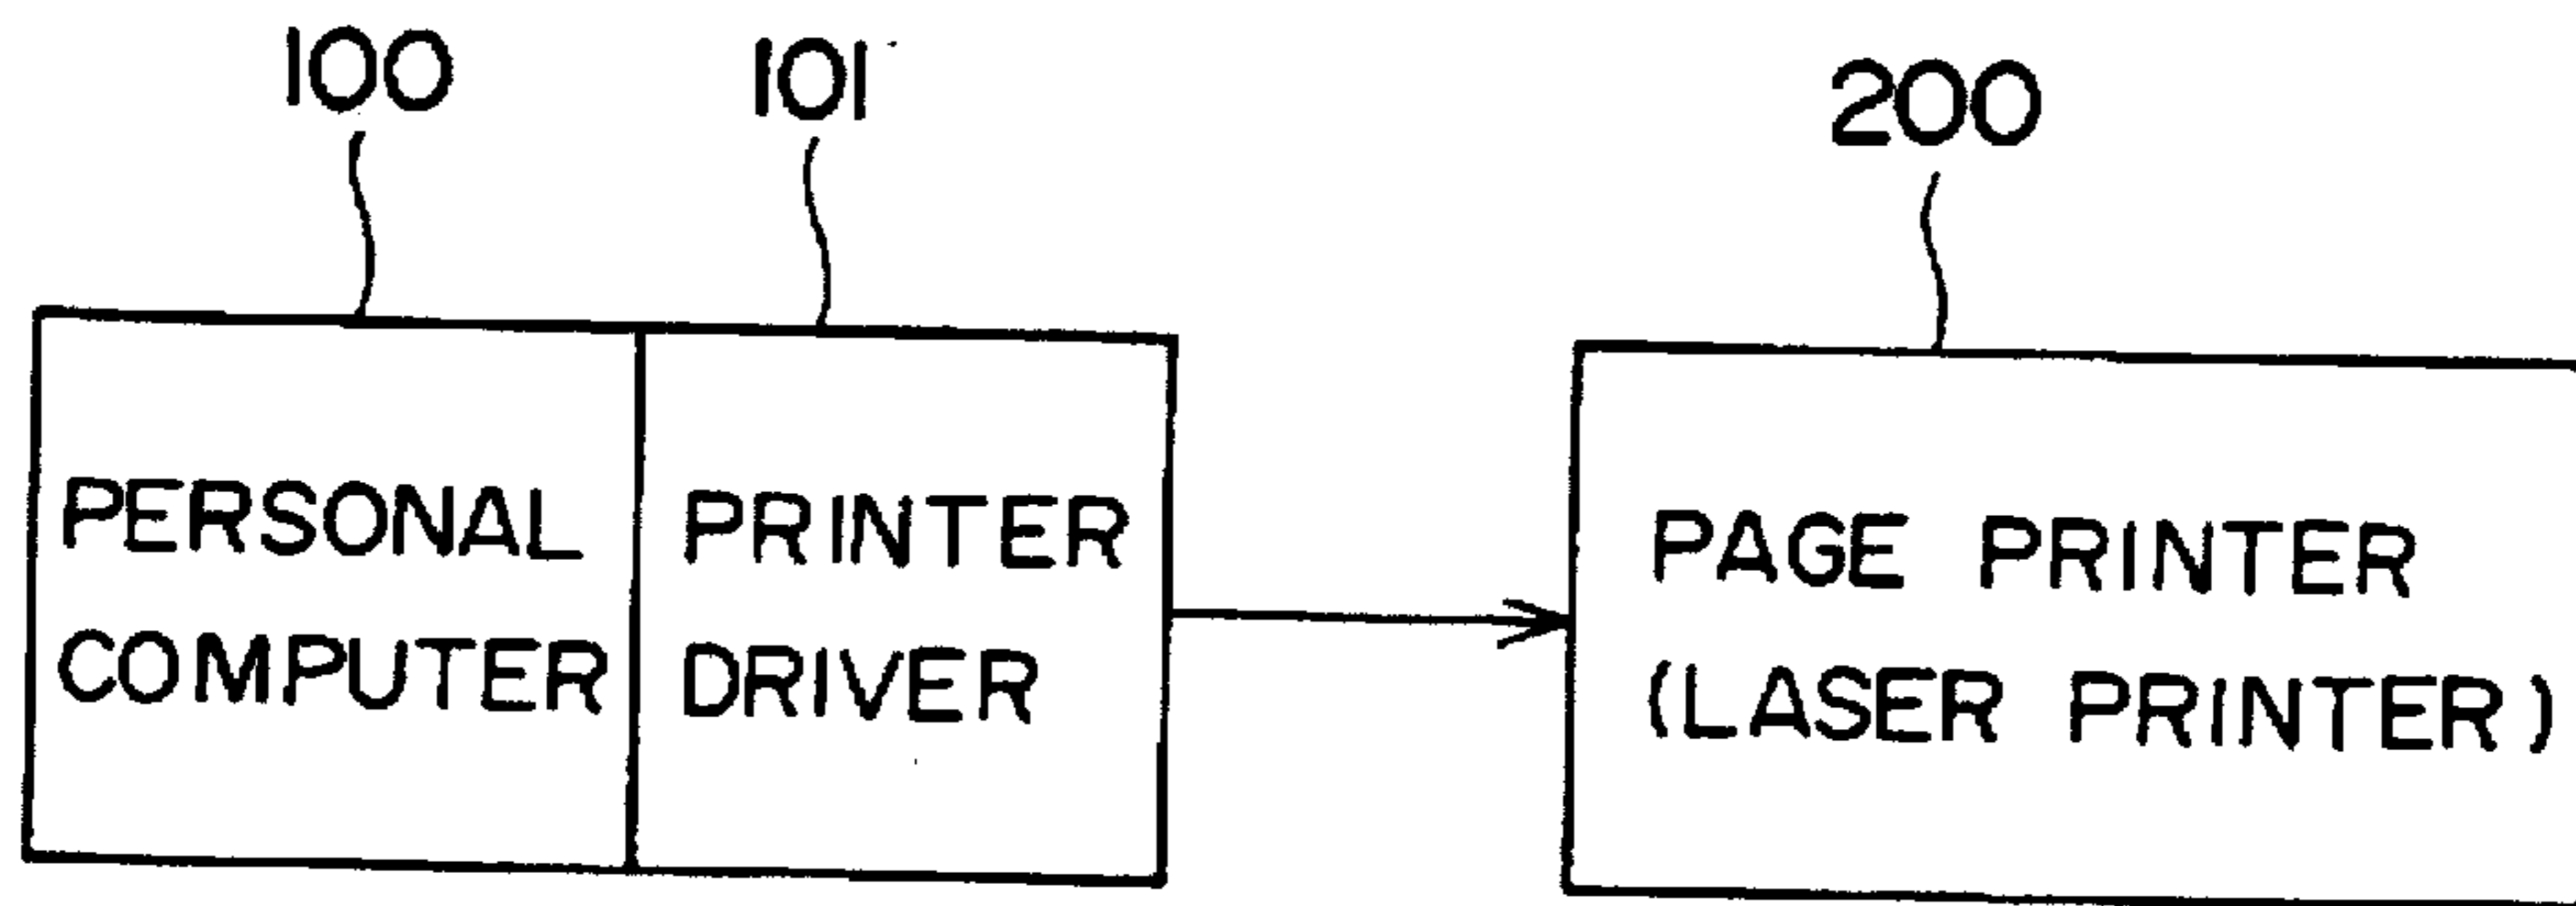 100
101
200
PERSONAL
COMPUTER
PRINTER
DRIVER
PAGE PRINTER
(LASER PRINTER)